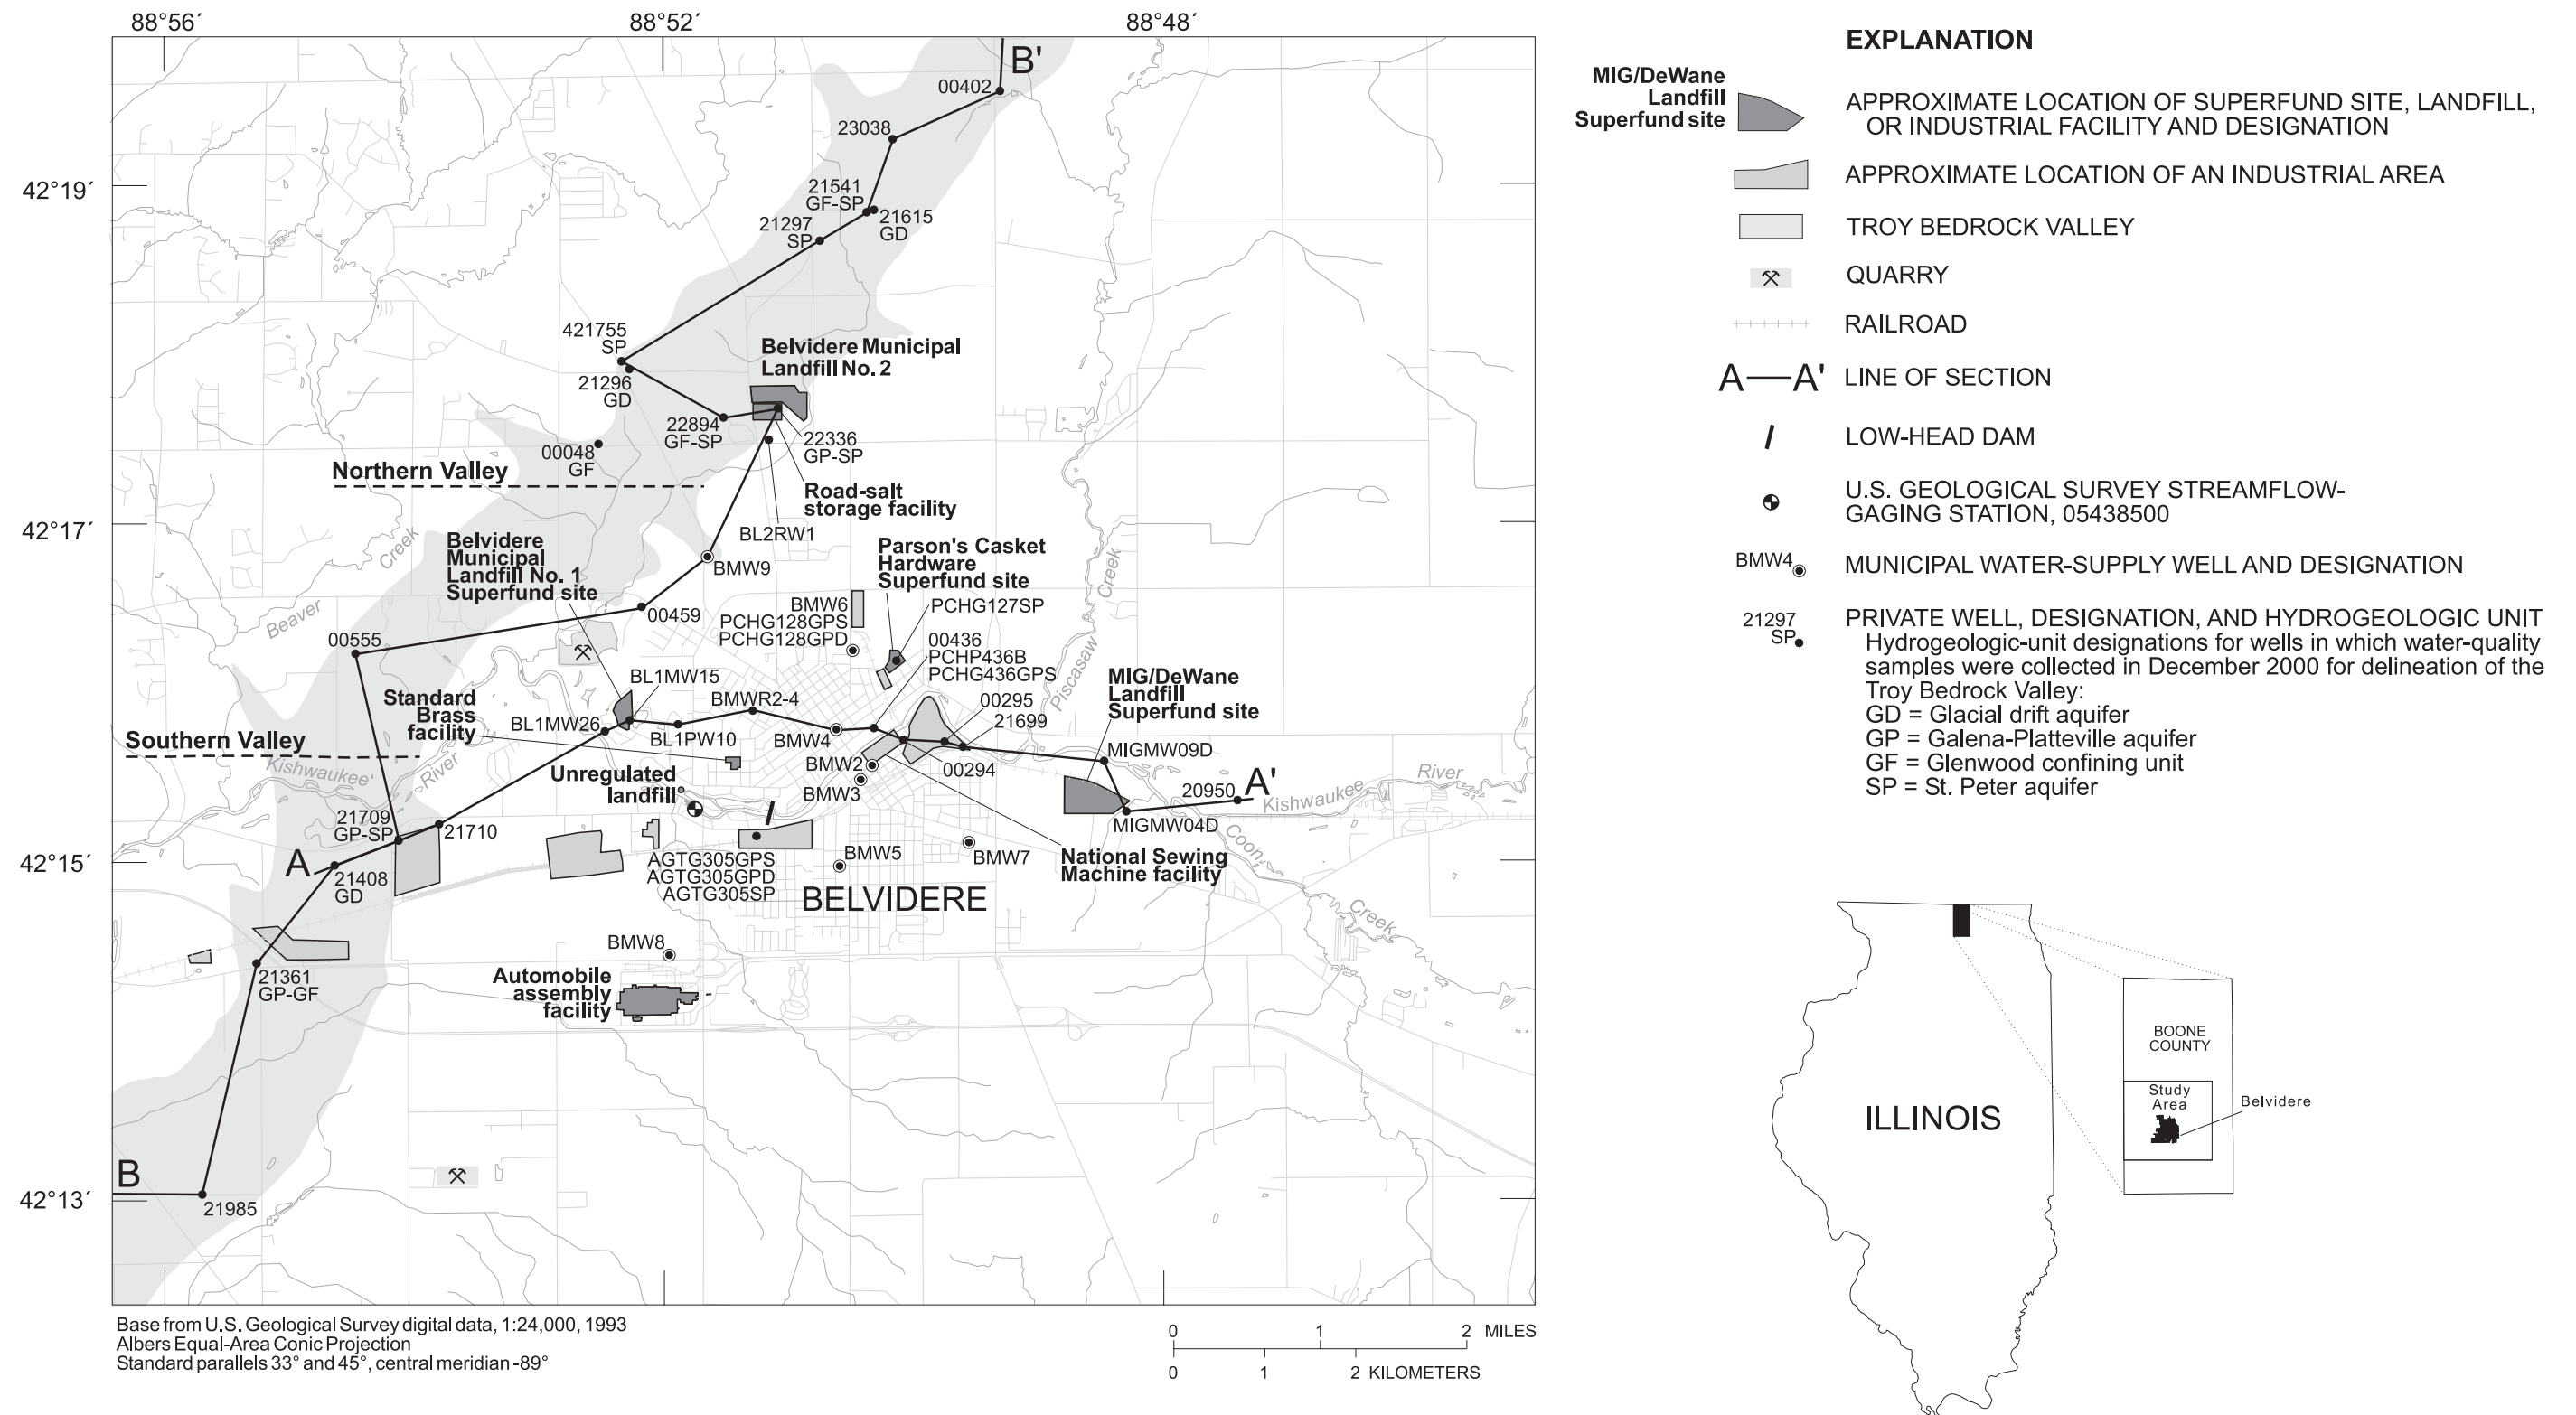 88°56´
88°52´
88°48´
42°19´
42°17´
42°15´
42°13´
B'
00402
23038
21541
GF-SP
21615
GD
21297
SP
421755
SP
21296
GD
Belvidere Municipal
Landfill No. 2
22894
GF-SP
22336
GP-SP
00048
GF
Northern Valley
Road-salt
storage facility
BL2RW1
Creek
Beaver
Belvidere
Municipal
Landfill No. 1
Superfund site
BMW9
Parson's Casket
Hardware
Superfund site
00459
BMW6
PCHG128GPS
PCHG128GPD
PCHG127SP
00436
PCHP436B
PCHG436GPS
Piscasaw
Creek
00555
BL1MW15
Standard
Brass
facility
BMWR2-4
BL1MW26
BL1PW10
BMW4
00295
21699
MIG/DeWane
Landfill
Superfund site
Southern Valley
Kishwaukee
River
Unregulated
landfill
BMW2
BMW3
00294
MIGMW09D
20950
A'
Kishwaukee
River
21709
GP-SP
21710
MIGMW04D
Coon
Creek
A
21408
GD
AGTG305GPS
AGTG305GPD
AGTG305SP
BMW5
BMW7
National Sewing
Machine facility
BELVIDERE
BMW8
21361
GP-GF
Automobile
assembly
facility
B
21985
Base from U.S. Geological Survey digital data, 1:24,000, 1993
Albers Equal-Area Conic Projection
Standard parallels 33° and 45°, central meridian -89°
0 1 2 MILES
0 1 2 KILOMETERS
EXPLANATION
MIG/DeWane
Landfill
Superfund site
APPROXIMATE LOCATION OF SUPERFUND SITE, LANDFILL,
OR INDUSTRIAL FACILITY AND DESIGNATION
APPROXIMATE LOCATION OF AN INDUSTRIAL AREA
TROY BEDROCK VALLEY
QUARRY
RAILROAD
A A' LINE OF SECTION
LOW-HEAD DAM
U.S. GEOLOGICAL SURVEY STREAMFLOW-
GAGING STATION, 05438500
BMW4 MUNICIPAL WATER-SUPPLY WELL AND DESIGNATION
21297
SP
PRIVATE WELL, DESIGNATION, AND HYDROGEOLOGIC UNIT
Hydrogeologic-unit designations for wells in which water-quality
samples were collected in December 2000 for delineation of the
Troy Bedrock Valley:
GD = Glacial drift aquifer
GP = Galena-Platteville aquifer
GF = Glenwood confining unit
SP = St. Peter aquifer
ILLINOIS
BOONE
COUNTY
Study
Area
Belvidere